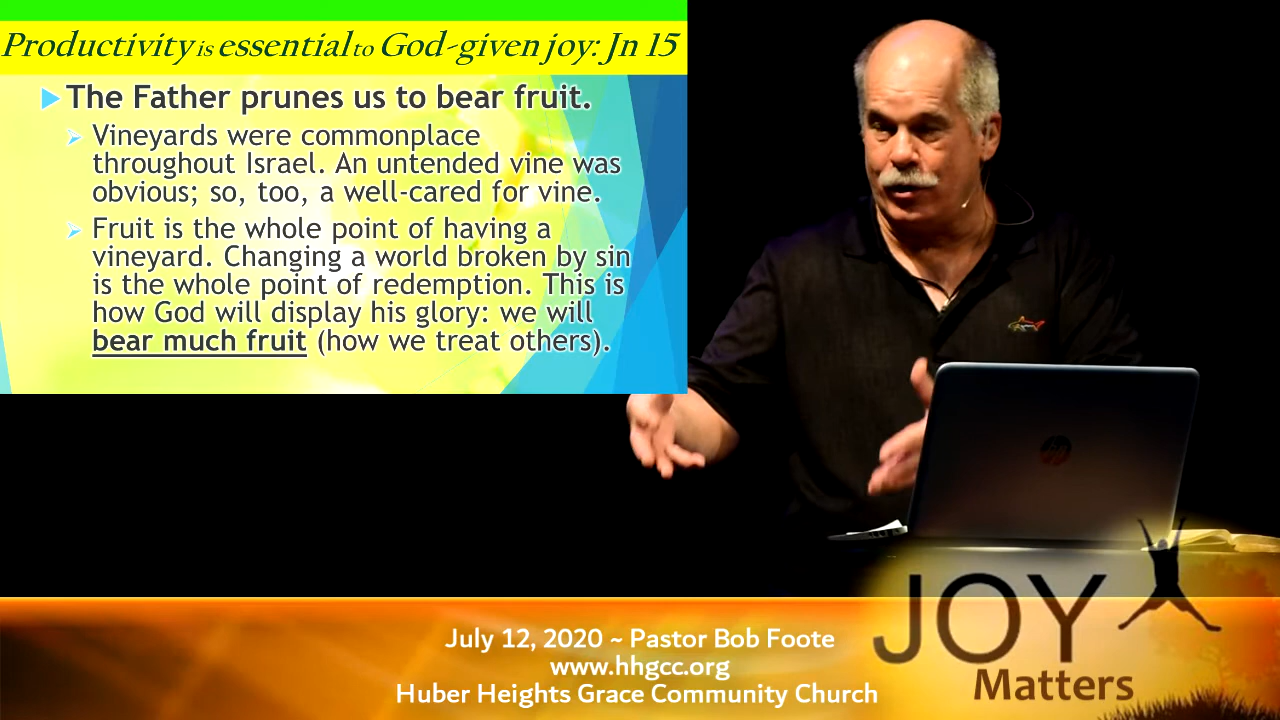 Productivity is essential to God-given joy: Jn 15
The Father prunes us to bear fruit.
Vineyards were commonplace
throughout Israel. An untended vine was
obvious; so, too, a well-cared for vine.
Fruit is the whole point of having a
vineyard. Changing a world broken by sin
is the whole point of redemption. This is
how God will display his glory: we will
bear much fruit (how we treat others).
hp
JOY
Matters
July 12, 2020 ~ Pastor Bob Foote
www.hhgcc.org
Huber Heights Grace Community Church